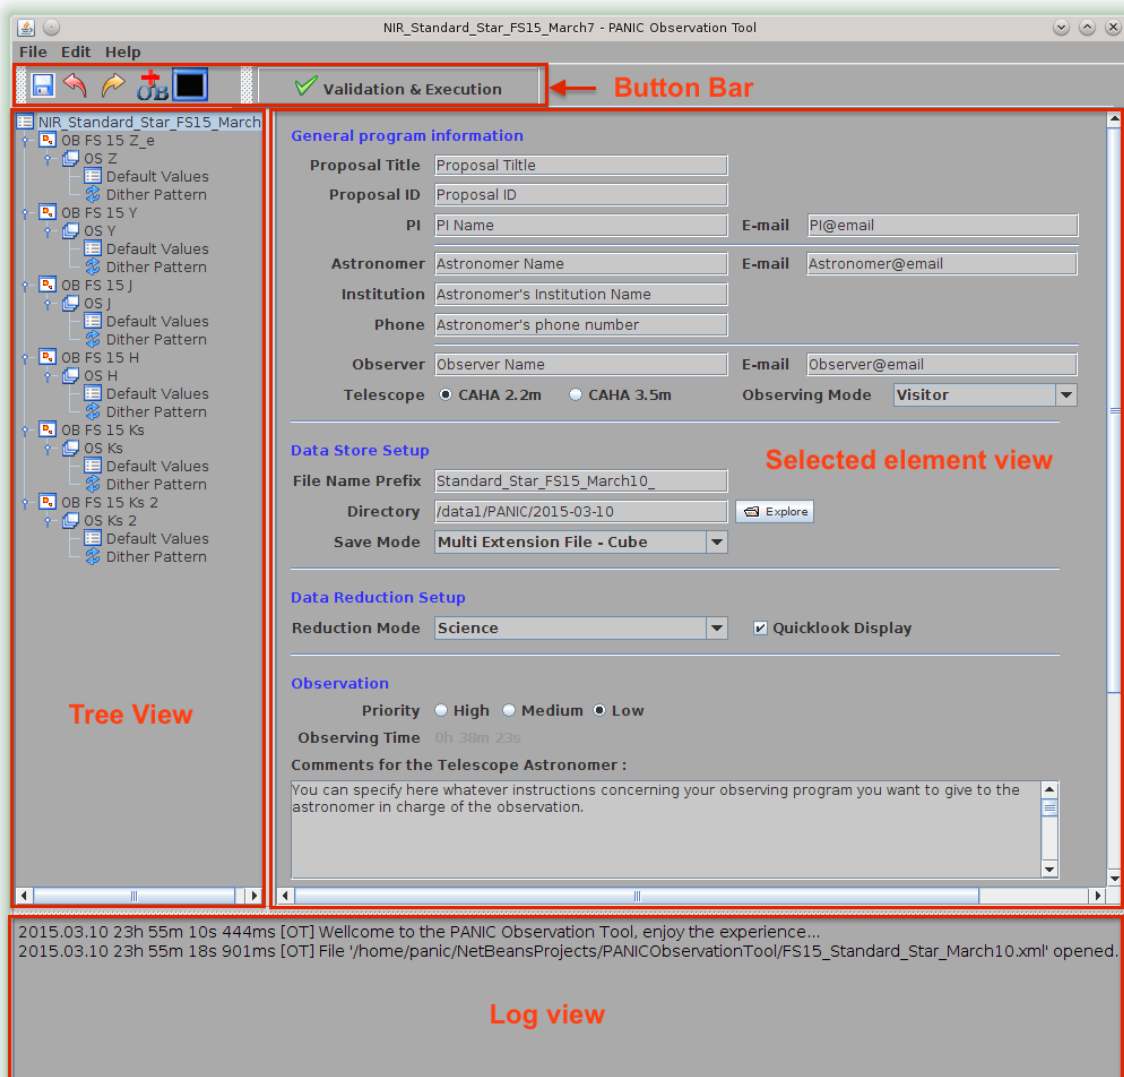 NIR_Standard_Star_FS15_March7 - PANIC Observation Tool
File Edit Help
OB
Validation & Execution
Button Bar
NIR_Standard_Star_FS15_March
OB FS 15 Z_e
OS Z
Default Values
Dither Pattern
OB FS 15 Y
OS Y
Default Values
Dither Pattern
OB FS 15 J
OS J
Default Values
Dither Pattern
OB FS 15 H
OS H
Default Values
Dither Pattern
OB FS 15 Ks
OS Ks
Default Values
Dither Pattern
OB FS 15 Ks 2
OS Ks 2
Default Values
Dither Pattern
Tree View
General program information
Proposal Title Proposal Tiltle
Proposal ID Proposal ID
PI PI Name E-mail PI@email
Astronomer Astronomer Name E-mail Astronomer@email
Institution Astronomer's Institution Name
Phone Astronomer's phone number
Observer Observer Name E-mail Observer@email
Telescope CAHA 2.2m CAHA 3.5m Observing Mode Visitor
Data Store Setup
Selected element view
File Name Prefix Standard_Star_FS15_March10_
Directory /data1/PANIC/2015-03-10 Explore
Save Mode Multi Extension File - Cube
Data Reduction Setup
Reduction Mode Science Quicklook Display
Observation
Priority High Medium Low
Observing Time 0h 38m 23s
Comments for the Telescope Astronomer :
You can specify here whatever instructions concerning your observing program you want to give to the
astronomer in charge of the observation.
2015.03.10 23h 55m 10s 444ms [OT] Wellcome to the PANIC Observation Tool, enjoy the experience...
2015.03.10 23h 55m 18s 901ms [OT] File '/home/panic/NetBeansProjects/PANICObservationTool/FS15_Standard_Star_March10.xml' opened.
Log view